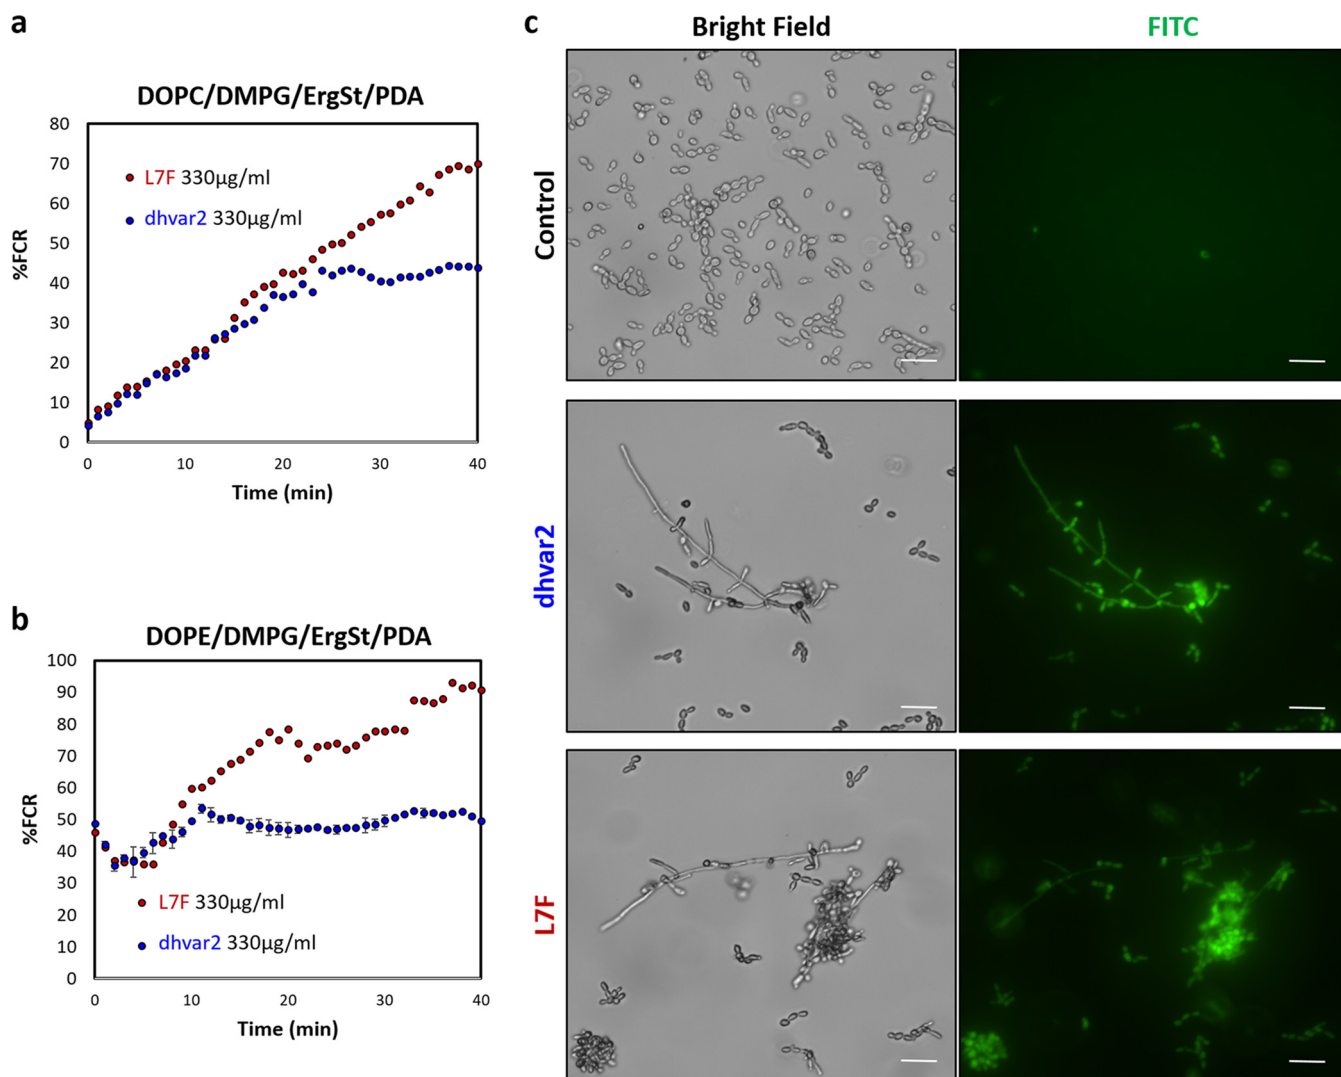 a
DOPC/DMPG/ErgSt/PDA
80
70
60
50
40
30
20
10
0
%FCR
L7F 330µg/ml
dhvar2 330µg/ml
0 10 20 30 40
Time (min)
b
DOPE/DMPG/ErgSt/PDA
100
90
80
70
60
50
40
30
20
10
0
%FCR
L7F 330µg/ml
dhvar2 330µg/ml
0 10 20 30 40
Time (min)
c
Bright Field FITC
Control
dhvar2
L7F